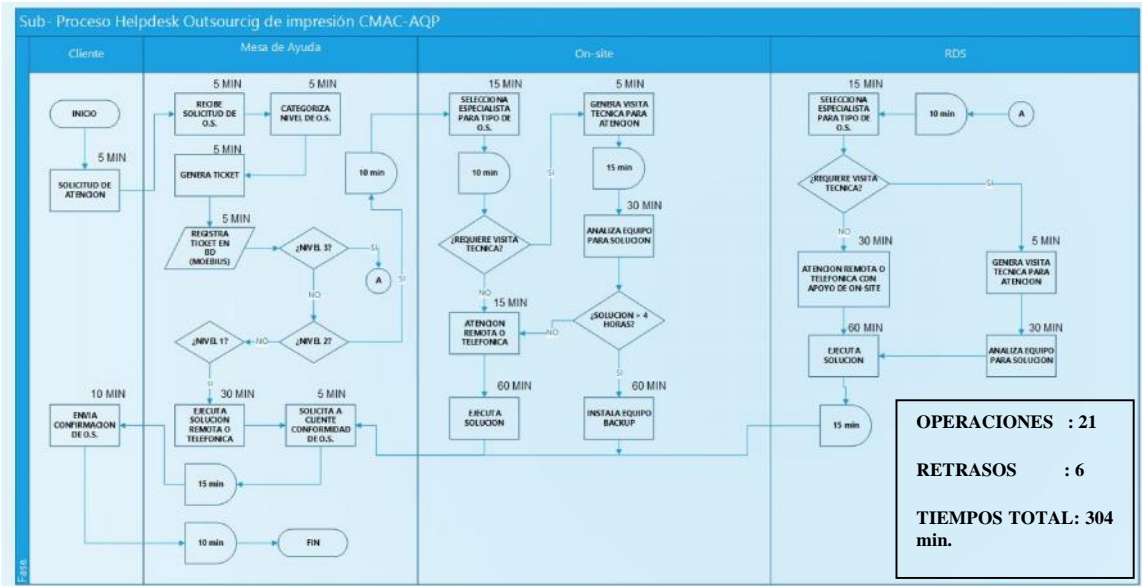 Sub- Proceso Helpdesk Outsourcig de impresión CMAC-AQP
Fase
Cliente
Mesa de Ayuda
On-site
RDS
INICIO
5 MIN
SOLICITUD DE
ATENCION
10 MIN
ENVIA
CONFIRMACION
DE O.S.
5 MIN
RECIBE
SOLICITUD DE
O.S.
5 MIN
CATEGORIZA
NIVEL DE O.S.
5 MIN
GENERA TICKET
10 min
5 MIN
REGISTRA
TICKET EN
BD
(MOEBIUS)
¿NIVEL 3?
SI
A
SI
NO
¿NIVEL 1?
NO
¿NIVEL 2?
SI
30 MIN
EJECUTA
SOLUCION
REMOTA O
TELEFONICA
5 MIN
SOLICITA A
CLIENTE
CONFORMIDAD
DE O.S.
15 min
10 min
FIN
15 MIN
SELECCIONA
ESPECIALISTA
PARA TIPO DE
O.S.
5 MIN
GENERA VISITA
TECNICA PARA
ATENCION
10 min
SI
15 min
30 MIN
¿REQUIERE VISITA
TECNICA?
ANALIZA EQUIPO
PARA SOLUCION
NO
15 MIN
ATENCION
REMOTA O
TELEFONICA
NO
¿SOLUCION > 4
HORAS?
SI
60 MIN
EJECUTA
SOLUCION
60 MIN
INSTALA EQUIPO
BACKUP
15 MIN
SELECCIONA
ESPECIALISTA
PARA TIPO DE
O.S.
10 min
A
¿REQUIERE VISITA
TECNICA?
SI
NO
30 MIN
ATENCION REMOTA O
TELEFONICA CON
APOYO DE ON-SITE
5 MIN
GENERA VISITA
TECNICA PARA
ATENCION
60 MIN
EJECUTA
SOLUCION
30 MIN
ANALIZA EQUIPO
PARA SOLUCION
15 min
OPERACIONES : 21
RETRASOS : 6
TIEMPOS TOTAL: 304
min.